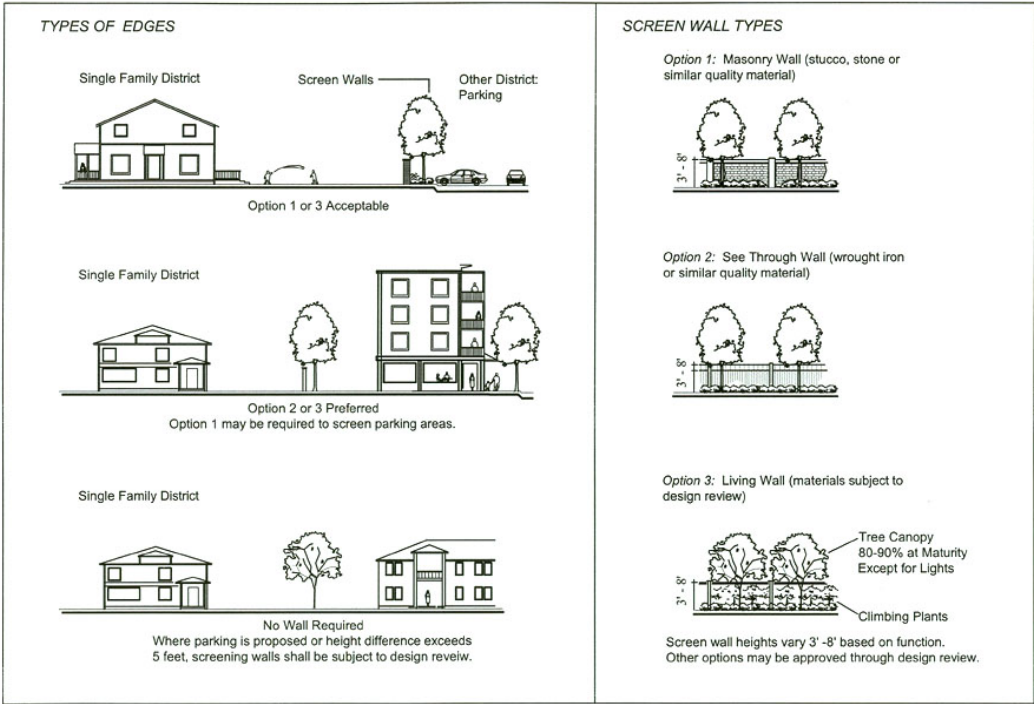 TYPES OF EDGES
Single Family District
Screen Walls
Other District:
Parking
Option 1 or 3 Acceptable
Single Family District
Option 2 or 3 Preferred
Option 1 may be required to screen parking areas.
Single Family District
No Wall Required
Where parking is proposed or height difference exceeds
5 feet, screening walls shall be subject to design reveiw.
SCREEN WALL TYPES
Option 1: Masonry Wall (stucco, stone or
similar quality material)
3' - 8'
Option 2: See Through Wall (wrought iron
or similar quality material)
3' - 8'
Option 3: Living Wall (materials subject to
design review)
Tree Canopy
80-90% at Maturity
Except for Lights
3' - 8'
Climbing Plants
Screen wall heights vary 3' -8' based on function.
Other options may be approved through design review.